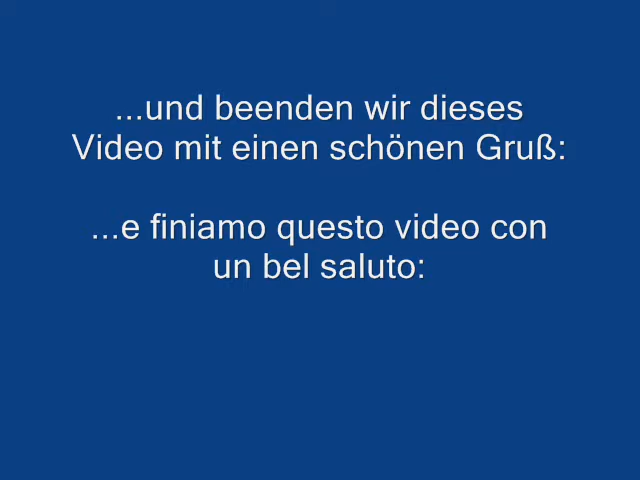 ...und beenden wir dieses
Video mit einen schönen Gruß:
...e finiamo questo video con
un bel saluto: